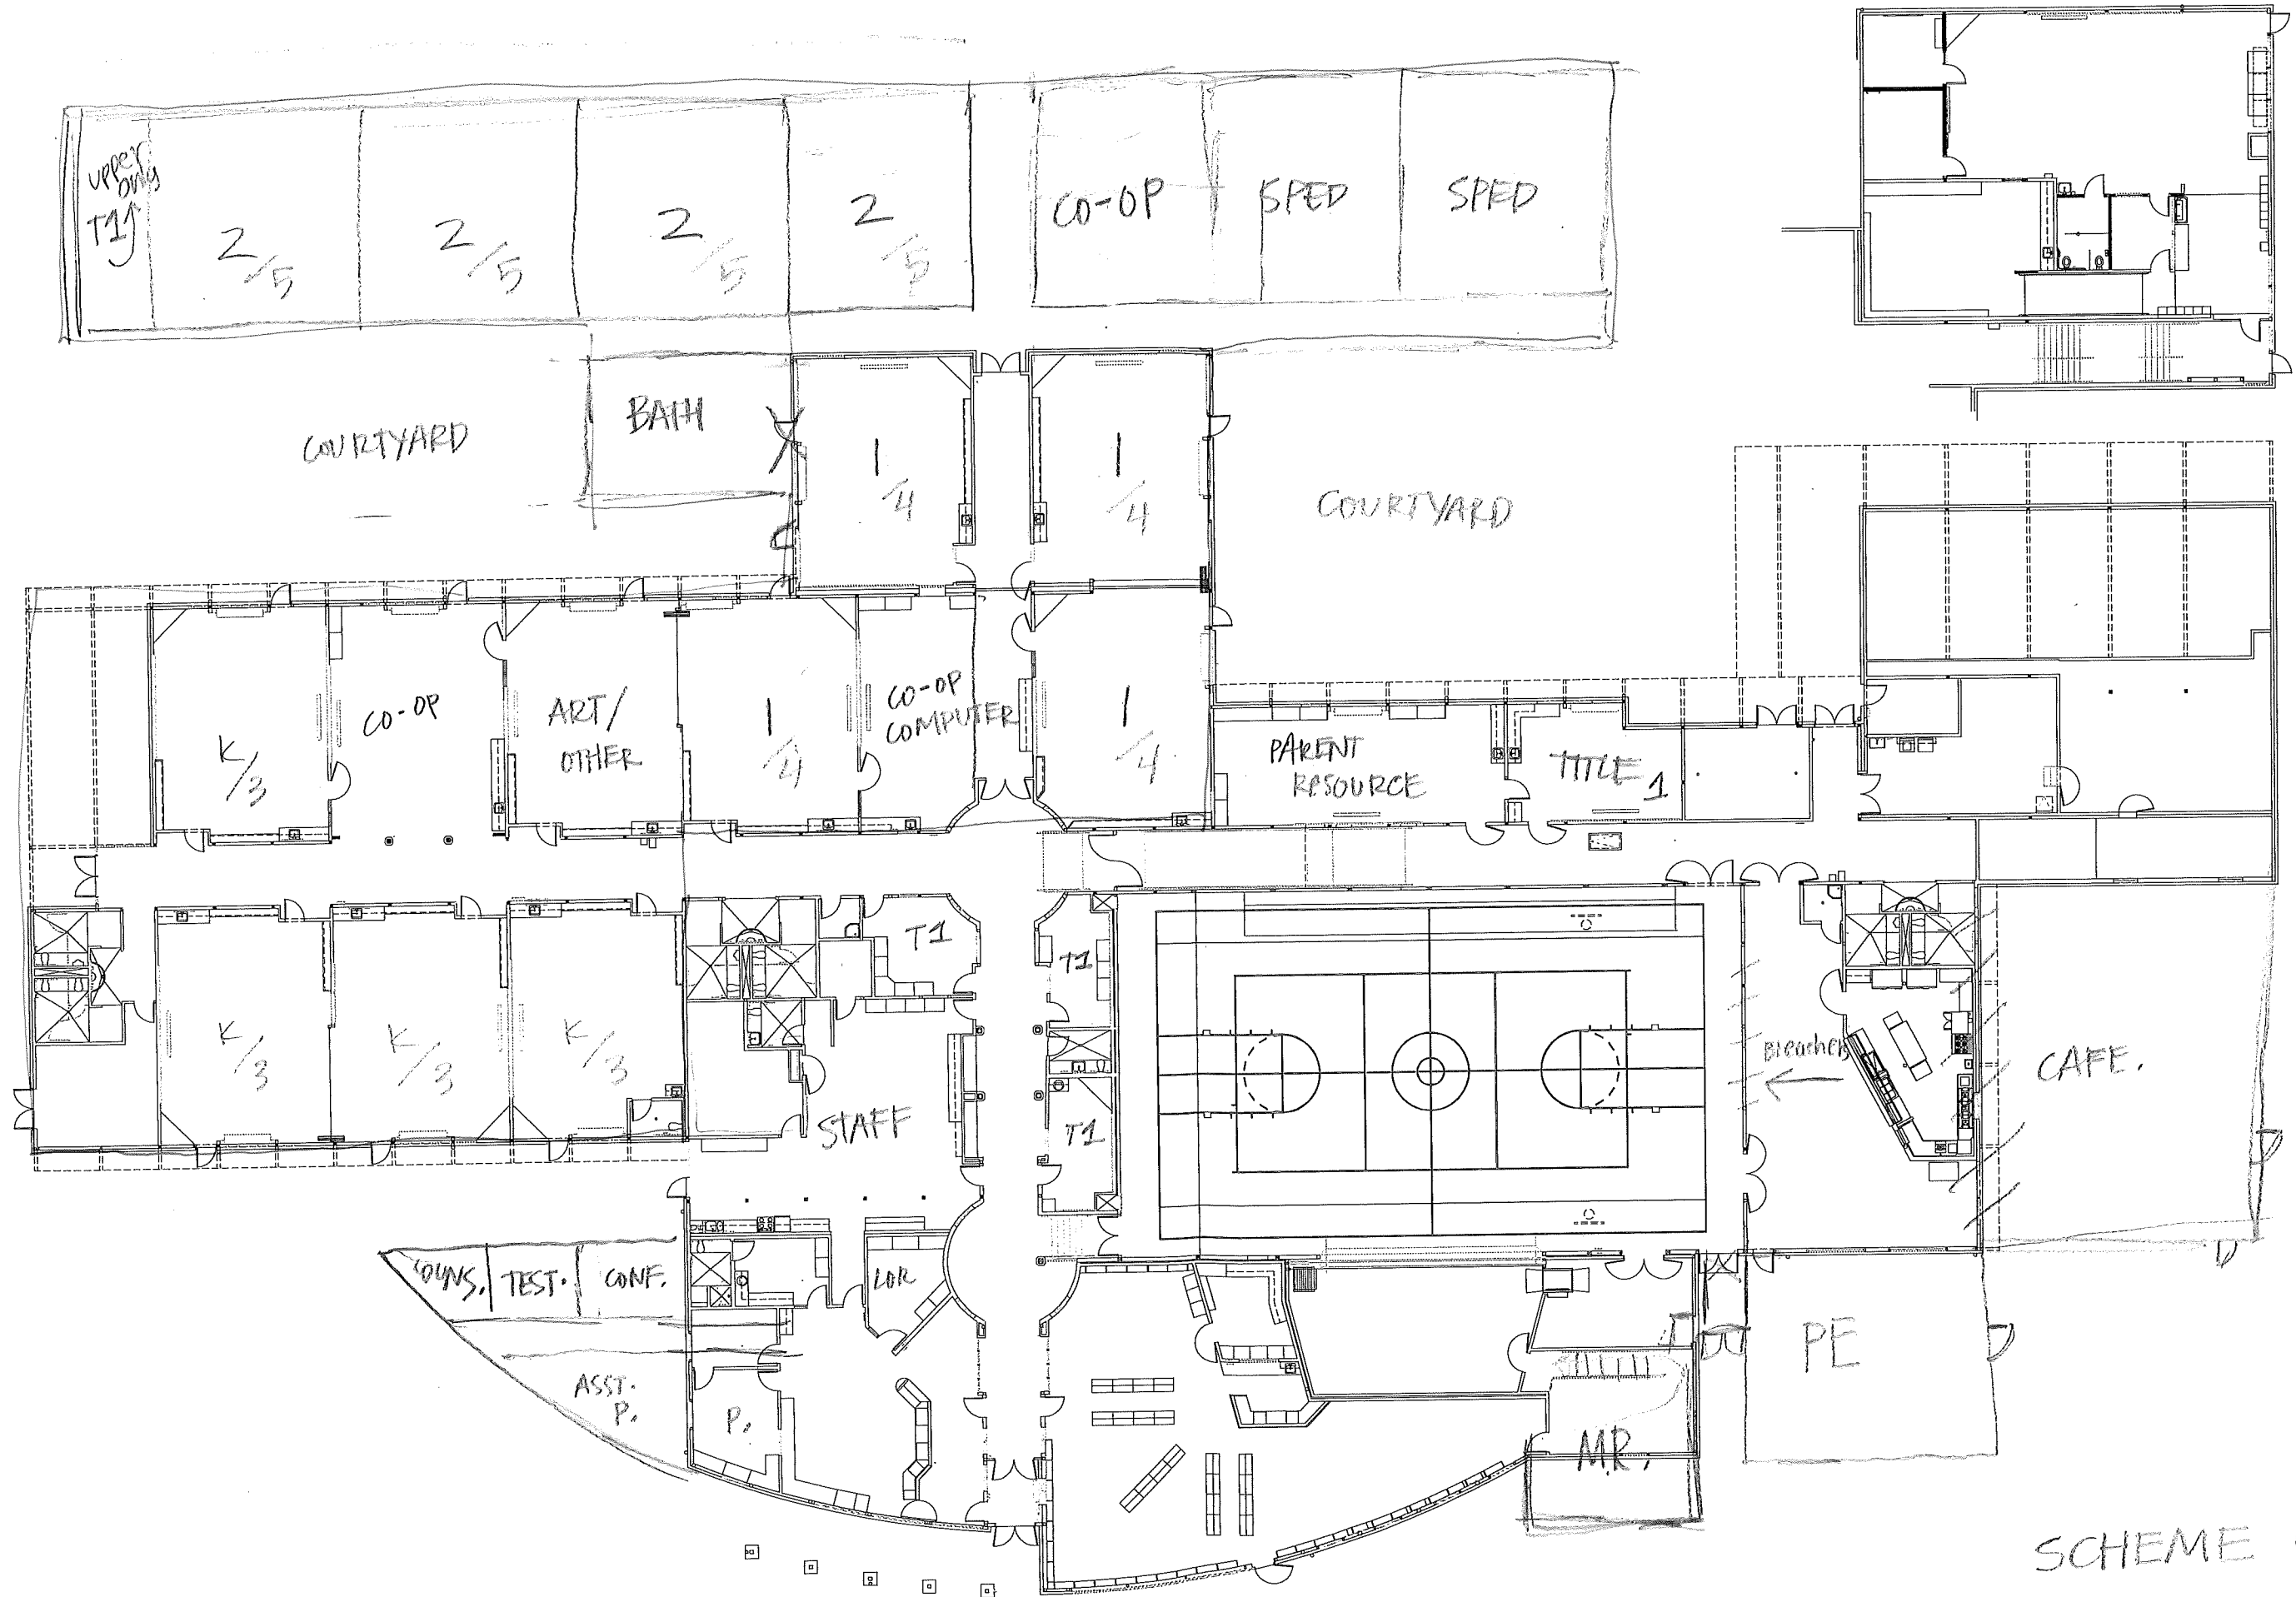 upper
only
T1
2/5
2/5
2/5
2/5
CO-OP
SPED
SPED
COURTYARD
BATH
1/4
1/4
COURTYARD
K/3
CO-OP
ART/
OTHER
1/4
CO-OP
COMPUTER
1/4
PARENT
RESOURCE
TITLE 1
K/3
K/3
K/3
T1
T1
T1
STAFF
Bleachers
CAFE.
COUNS.
TEST.
CONF.
ASST.
P.
P.
M.R.
PE
SCHEME